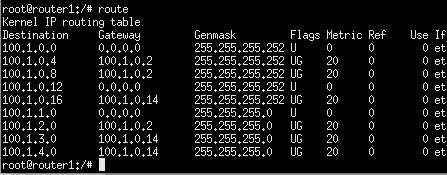 root@router1:/# route
Kernel IP routing table
Destination Gateway Genmask Flags Metric Ref Use If
100.1.0.0 0.0.0.0 255.255.255.252 U 0 0 0 et
100.1.0.4 100.1.0.2 255.255.255.252 UG 20 0 0 et
100.1.0.8 100.1.0.2 255.255.255.252 UG 20 0 0 et
100.1.0.12 0.0.0.0 255.255.255.252 U 0 0 0 et
100.1.0.16 100.1.0.14 255.255.255.252 UG 20 0 0 et
100.1.1.0 0.0.0.0 255.255.255.0 U 0 0 0 et
100.1.2.0 100.1.0.2 255.255.255.0 UG 20 0 0 et
100.1.3.0 100.1.0.14 255.255.255.0 UG 20 0 0 et
100.1.4.0 100.1.0.14 255.255.255.0 UG 20 0 0 et
root@router1:/#